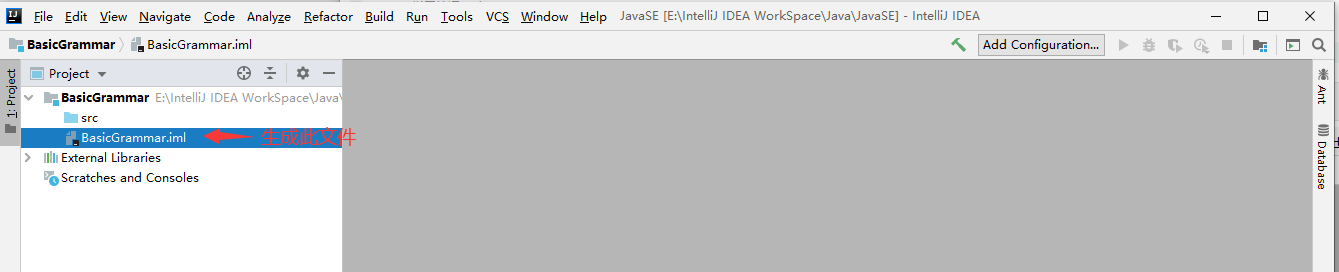 File Edit View Navigate Code Analyze Refactor Build Run Tools VCS Window Help JavaSE [E:\IntelliJ IDEA WorkSpace\Java\JavaSE] - IntelliJ IDEA
BasicGrammar BasicGrammar.iml Add Configuration...
1: Project
Project
BasicGrammar E:\IntelliJ IDEA WorkSpace\Java\
src
BasicGrammar.iml 生成此文件
External Libraries
Scratches and Consoles
Ant
Database